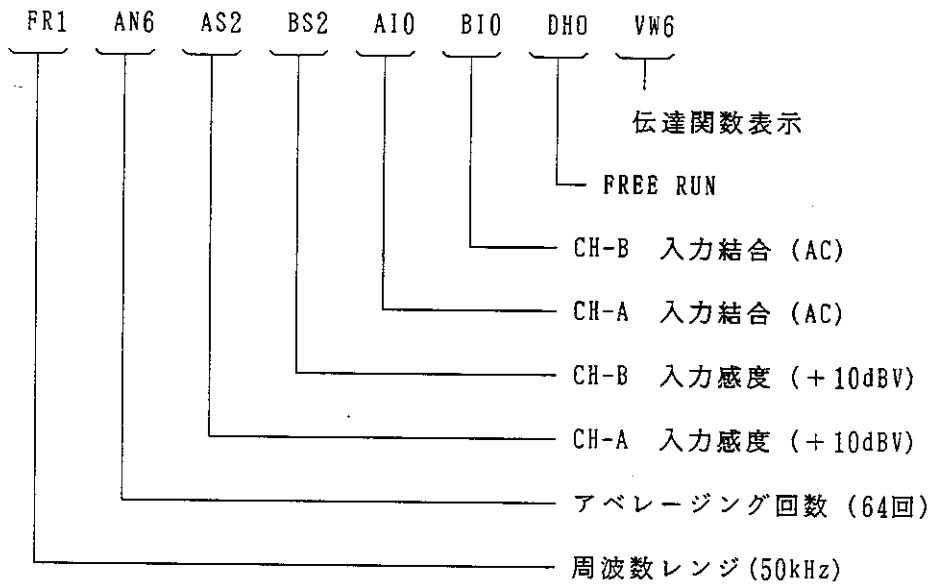 FR1 AN6 AS2 BS2 AI0 BI0 DH0 VW6
伝達関数表示
FREE RUN
CH-B 入力結合 (AC)
CH-A 入力結合 (AC)
CH-B 入力感度 (+10dBV)
CH-A 入力感度 (+10dBV)
アベレージング回数 (64回)
周波数レンジ(50kHz)